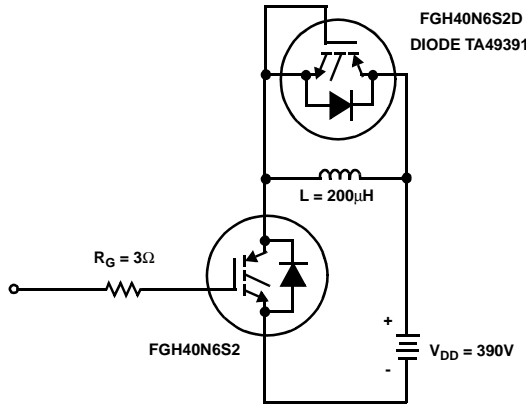 FGH40N6S2D
DIODE TA49391
L = 200μH
R_G = 3Ω
FGH40N6S2
+
V_DD = 390V
-